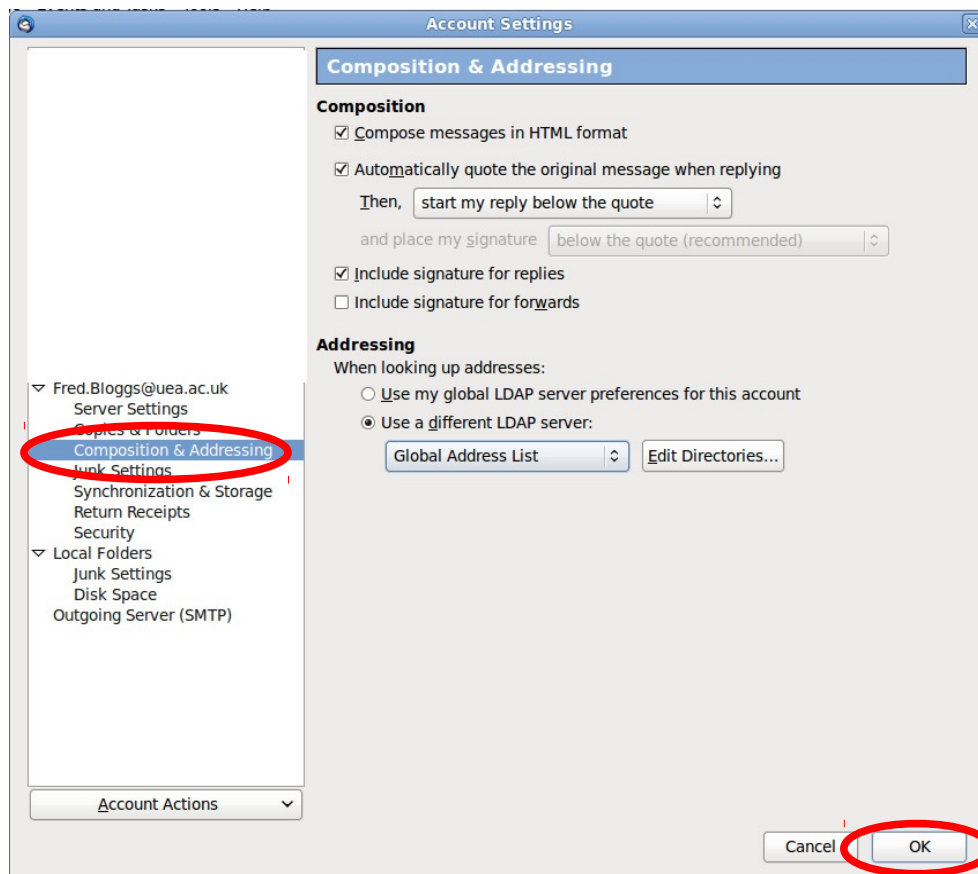 Account Settings
Composition & Addressing
Composition
Compose messages in HTML format
Automatically quote the original message when replying
Then, start my reply below the quote
and place my signature below the quote (recommended)
Include signature for replies
Include signature for forwards
Addressing
When looking up addresses:
Use my global LDAP server preferences for this account
Use a different LDAP server:
Global Address List Edit Directories...
Fred.Bloggs@uea.ac.uk
Server Settings
Copies & Folders
Composition & Addressing
Junk Settings
Synchronization & Storage
Return Receipts
Security
Local Folders
Junk Settings
Disk Space
Outgoing Server (SMTP)
Account Actions
Cancel OK